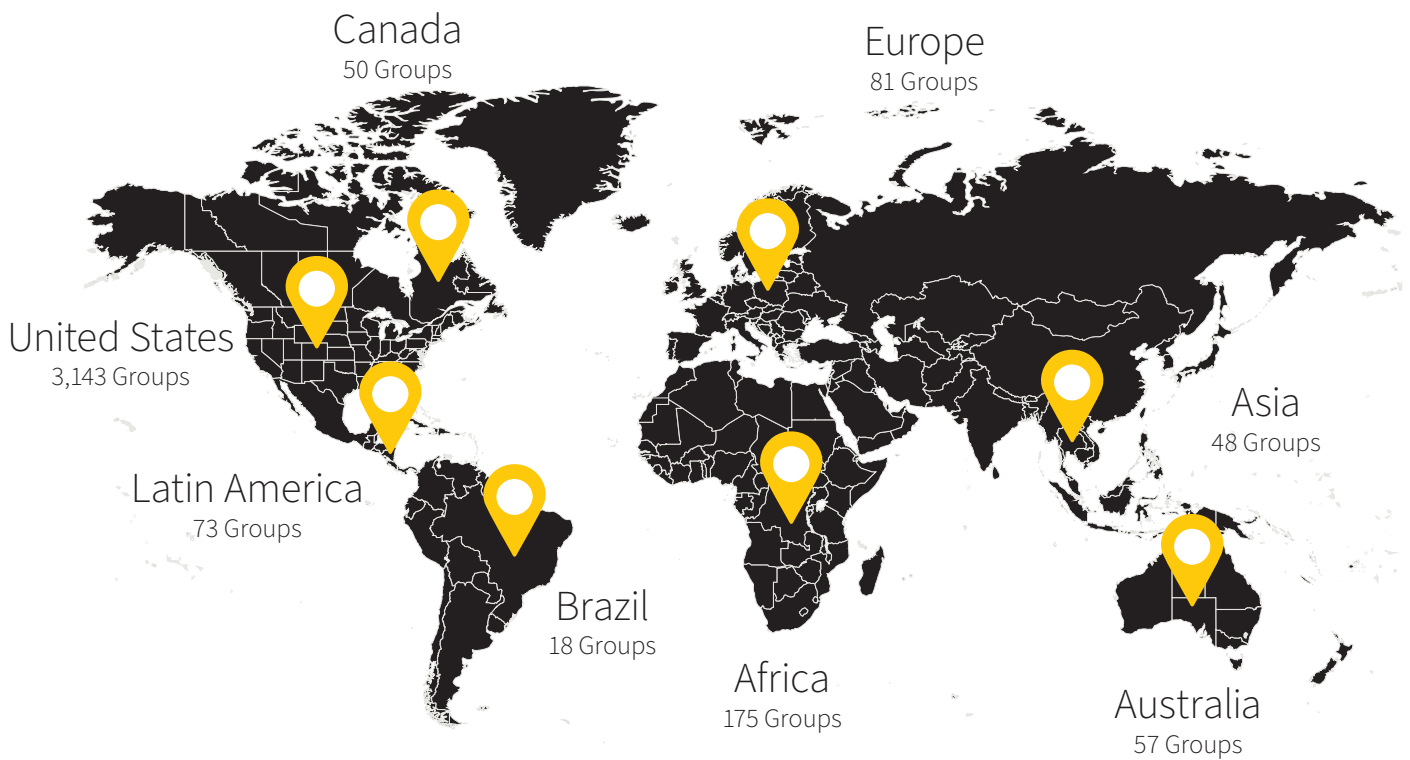 Canada
50 Groups
Europe
81 Groups
United States
3,143 Groups
Asia
48 Groups
Latin America
73 Groups
Brazil
18 Groups
Africa
175 Groups
Australia
57 Groups